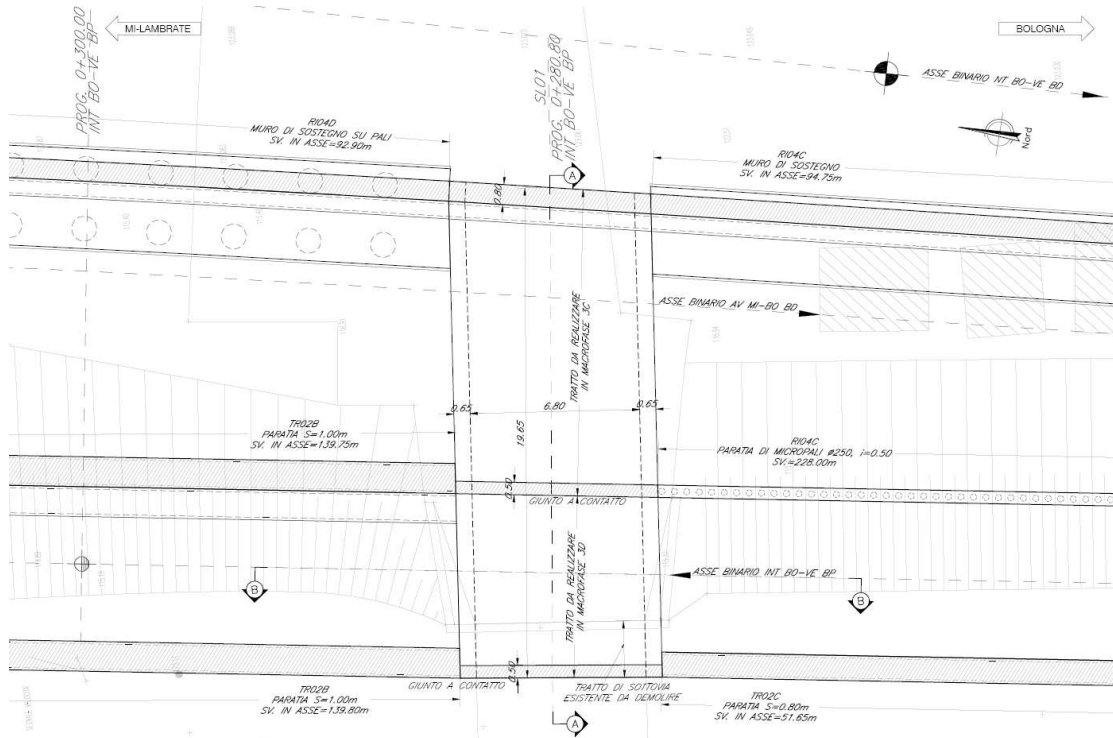 MI-LAMBRATE
BOLOGNA
PROG. 0+300.00
INT BO-VE BP
SL01
PROG. 0+280.80
INT BO-VE BP
ASSE BINARIO NT BO-VE BD
Nord
RI04D
MURO DI SOSTEGNO SU PALI
SV. IN ASSE=92.90m
A
RI04C
MURO DI SOSTEGNO
SV. IN ASSE=94.75m
0.80
TRATTO DA REALIZZARE
IN MACROFASE 3C
ASSE BINARIO AV MI-BO BD
0.65
6.80
0.65
19.65
TR02B
PARATIA S=1.00m
SV. IN ASSE=139.75m
RI04C
PARATIA DI MICROPALI ø250, i=0.50
SV.=228.00m
0.50
GIUNTO A CONTATTO
TRATTO DA REALIZZARE
IN MACROFASE 3D
ASSE BINARIO INT BO-VE BP
B
B
0.50
GIUNTO A CONTATTO
TRATTO DI SOTTOVIA
ESISTENTE DA DEMOLIRE
TR02B
PARATIA S=1.00m
SV. IN ASSE=139.80m
TR02C
PARATIA S=0.80m
SV. IN ASSE=51.65m
A